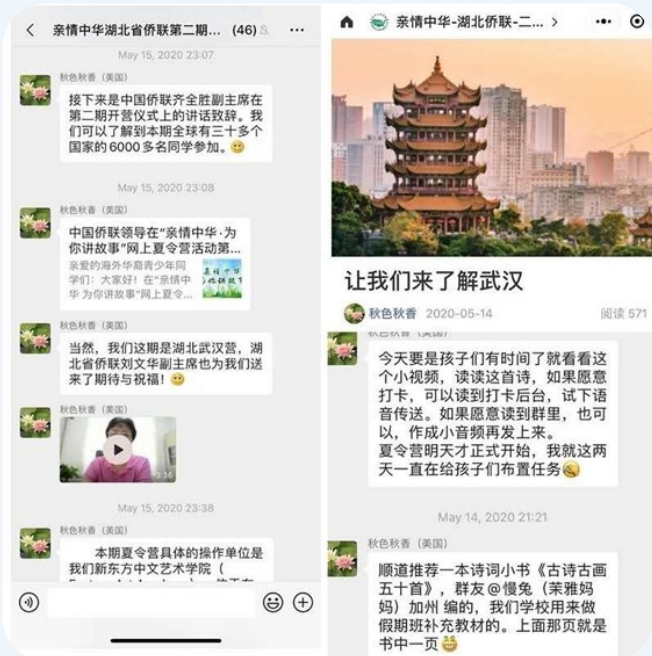 亲情中华湖北省侨联第二期... (46)
May 15, 2020 23:07
秋色秋香（美国）
接下来是中国侨联齐全胜副主席在
第二期开营仪式上的讲话致辞。我
们可以了解到本期全球有三十多个
国家的6000多名同学参加。
May 15, 2020 23:08
秋色秋香（美国）
中国侨联领导在“亲情中华·为
你讲故事”网上夏令营活动第...
亲爱的海外华裔青少年同
学们：大家好！在“亲情中
华 为你讲故事”网上夏令...
秋色秋香（美国）
当然，我们这期是湖北武汉营，湖
北省侨联刘文华副主席也为我们送
来了期待与祝福！
秋色秋香（美国）
3:36
May 15, 2020 23:38
秋色秋香（美国）
本期夏令营具体的操作单位是
我们新东方中文艺术学院（
亲情中华-湖北侨联-二...
让我们来了解武汉
秋色秋香 2020-05-14 阅读 571
秋色秋香（美国）
今天要是孩子们有时间了就看看这
个小视频，读读这首诗，如果愿意
打卡，可以读到打卡后台，试下语
音传送。如果愿意读到群里，也可
以，作成小音频再发上来。
夏令营明天才正式开始，我就这两
天一直在给孩子们布置任务
May 14, 2020 21:21
秋色秋香（美国）
顺道推荐一本诗词小书《古诗古画
五十首》，群友@慢兔（茉雅妈
妈）加州 编的，我们学校用来做
假期班补充教材的。上面那页就是
书中一页